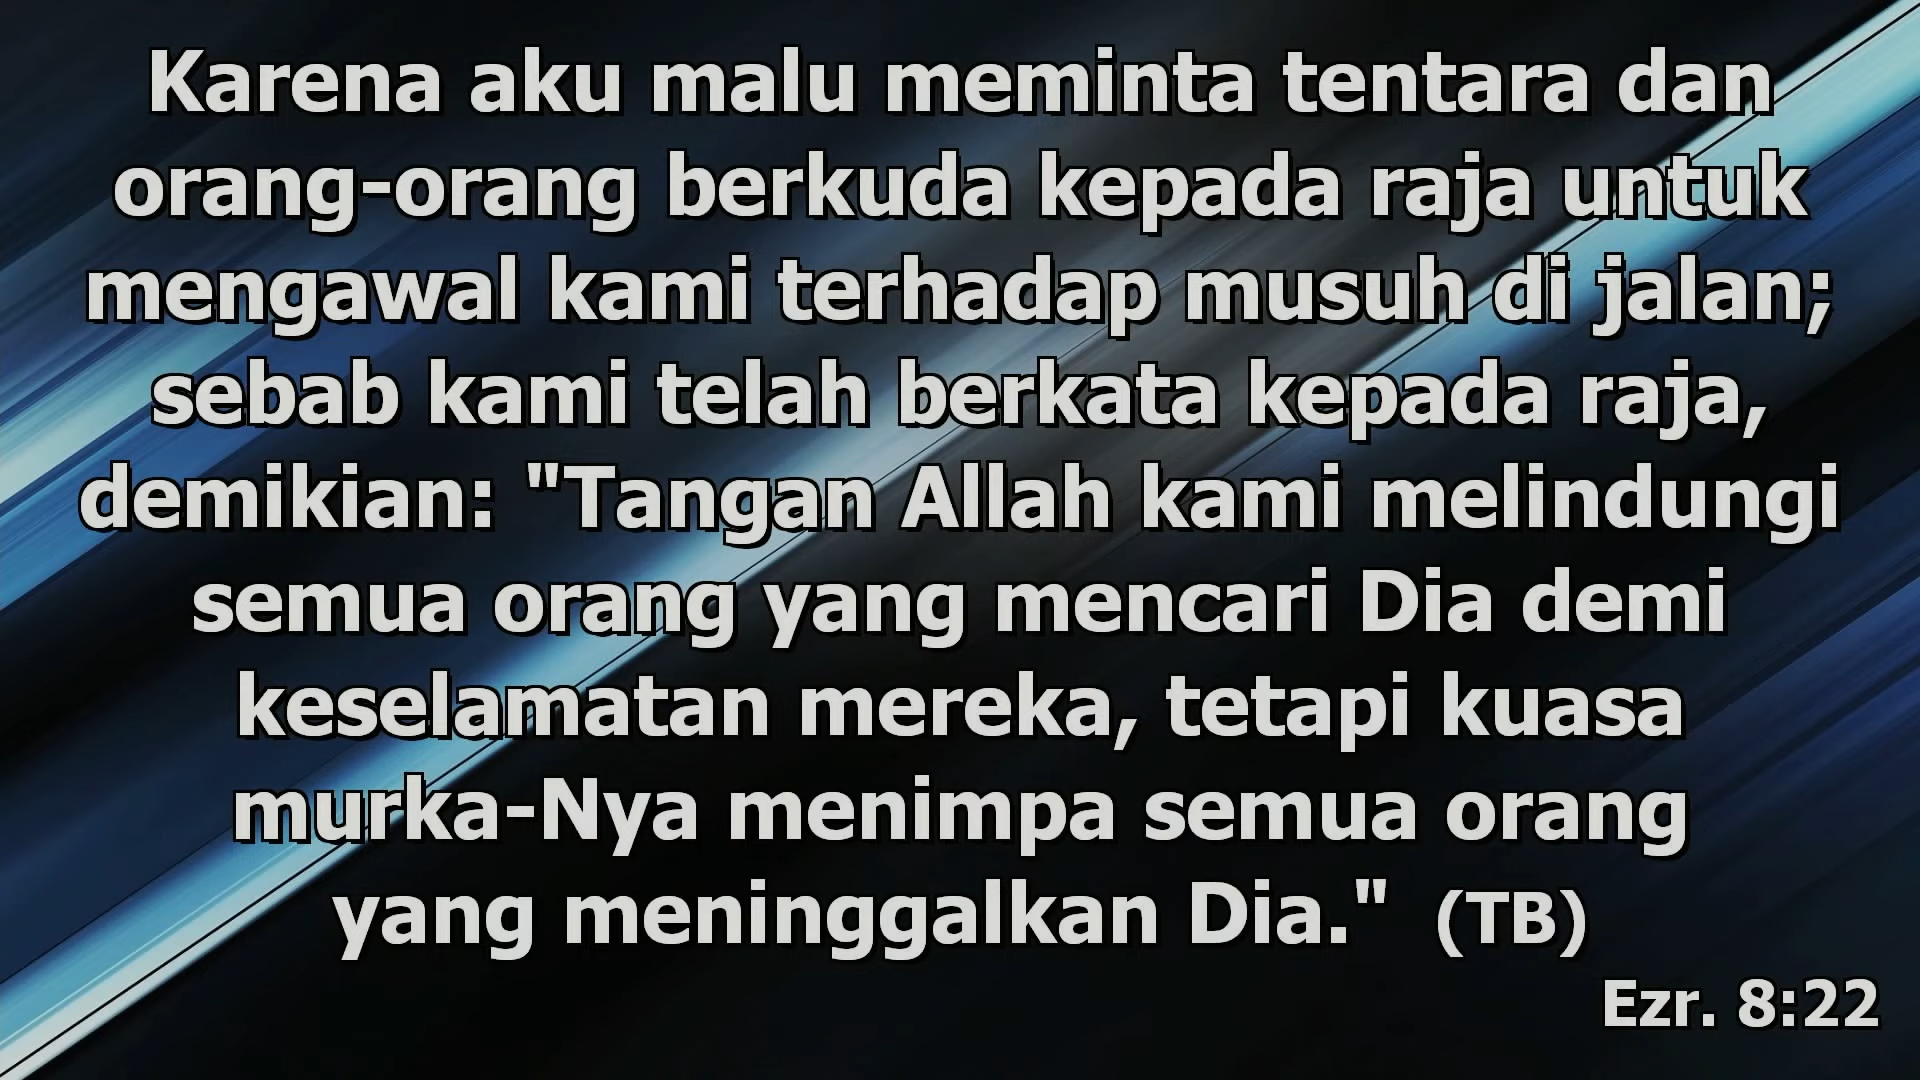 Karena aku malu meminta tentara dan
orang-orang berkuda kepada raja untuk
mengawal kami terhadap musuh di jalan;
sebab kami telah berkata kepada raja,
demikian: "Tangan Allah kami melindungi
semua orang yang mencari Dia demi
keselamatan mereka, tetapi kuasa
murka-Nya menimpa semua orang
yang meninggalkan Dia." (TB)
Ezr. 8:22